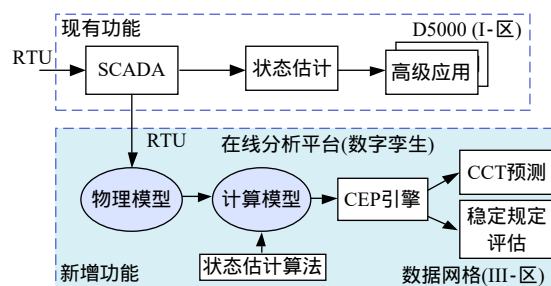 现有功能
D5000 (I-区)
RTU
SCADA
状态估计
高级应用
RTU
在线分析平台(数字孪生)
物理模型
计算模型
CEP引擎
CCT预测
稳定规定
评估
状态估计算法
新增功能
数据网格(III-区)